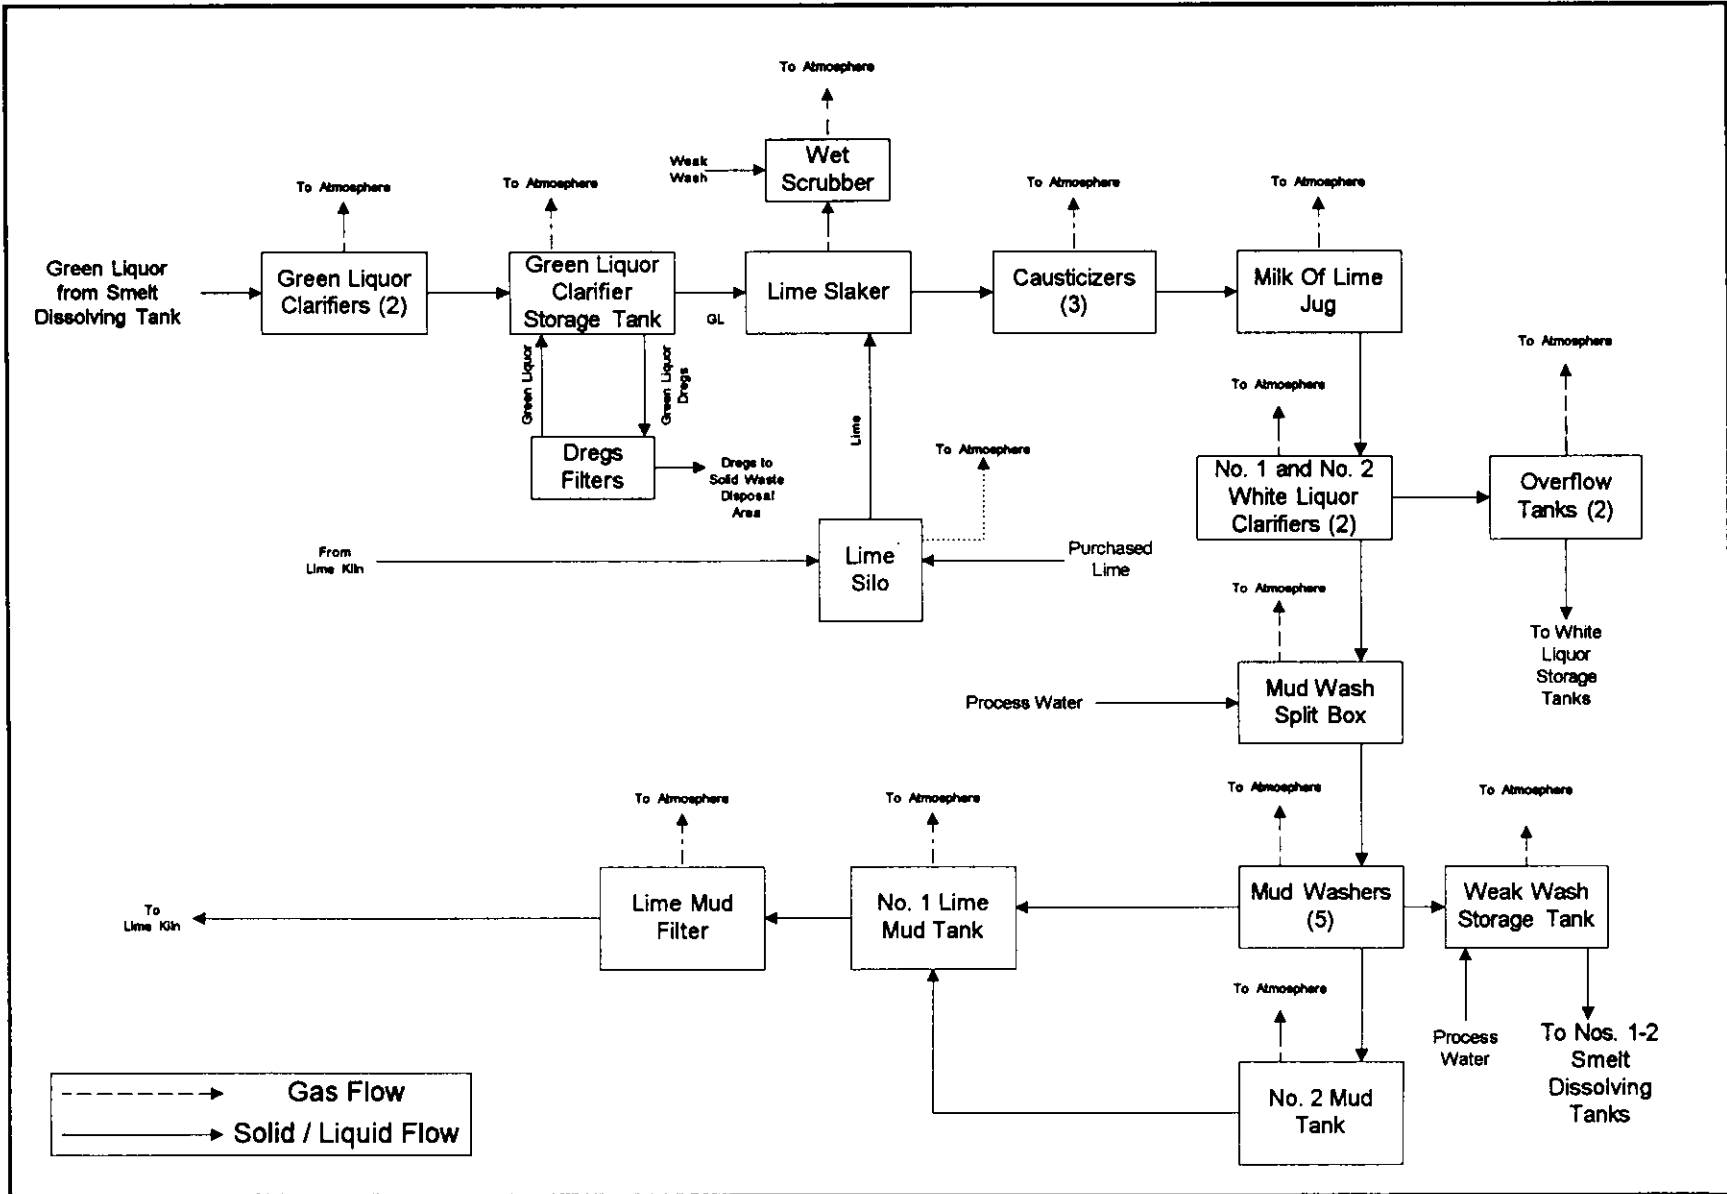 To Atmosphere
Wet
Scrubber
Weak
Wash
To Atmosphere
To Atmosphere
To Atmosphere
To Atmosphere
Green Liquor
from Smelt
Dissolving Tank
Green Liquor
Clarifiers (2)
Green Liquor
Clarifier
Storage Tank
GL
Lime Slaker
Causticizers
(3)
Milk Of Lime
Jug
Green Liquor
Green Liquor
Dregs
Lime
To Atmosphere
To Atmosphere
Dregs
Filters
Dregs to
Solid Waste
Disposal
Area
To Atmosphere
No. 1 and No. 2
White Liquor
Clarifiers (2)
Overflow
Tanks (2)
From
Lime Kiln
Lime
Silo
Purchased
Lime
To Atmosphere
To White
Liquor
Storage
Tanks
Process Water
Mud Wash
Split Box
To Atmosphere
To Atmosphere
To Atmosphere
To Atmosphere
To
Lime Kiln
Lime Mud
Filter
No. 1 Lime
Mud Tank
Mud Washers
(5)
Weak Wash
Storage Tank
To Atmosphere
Process
Water
To Nos. 1-2
Smelt
Dissolving
Tanks
No. 2 Mud
Tank
Gas Flow
Solid / Liquid Flow